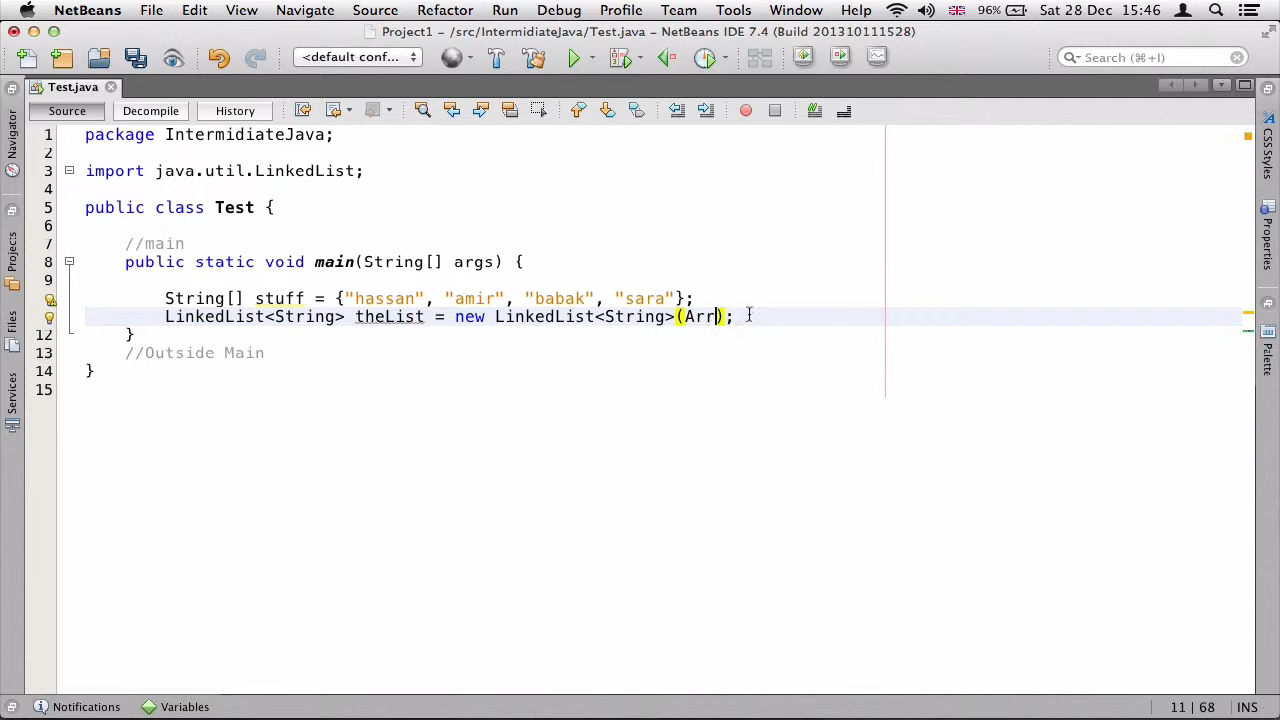 NetBeans File Edit View Navigate Source Refactor Run Debug Profile Team Tools Window Help 96% Sat 28 Dec 15:46
Project1 - /src/IntermidiateJava/Test.java - NetBeans IDE 7.4 (Build 201310111528)
<default conf... Search (⌘+I)
Test.java
Source Decompile History
Navigator
Projects
Files
Services
1 package IntermidiateJava;
2
3 import java.util.LinkedList;
4
5 public class Test {
6
7 //main
8 public static void main(String[] args) {
9
String[] stuff = {"hassan", "amir", "babak", "sara"};
LinkedList<String> theList = new LinkedList<String>(Arr);
12 }
13 //Outside Main
14 }
15
CSS Styles
Properties
Palette
Notifications Variables 11 | 68 INS